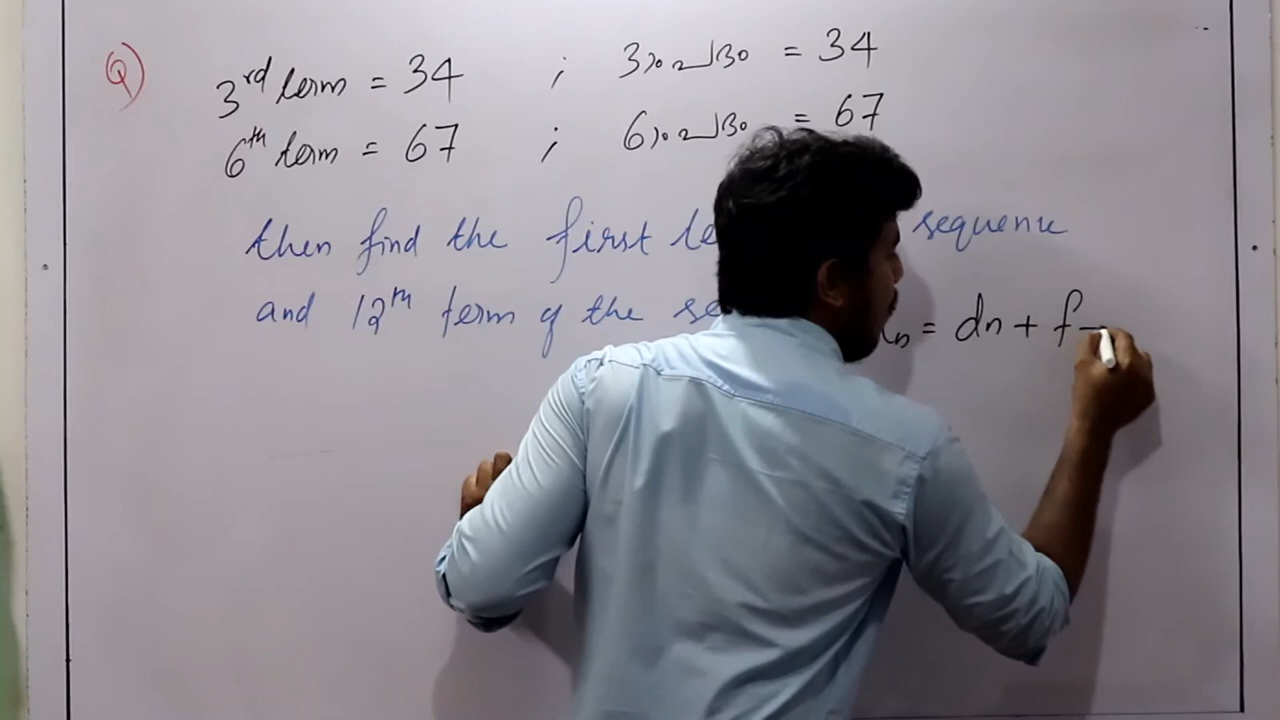 Q)
3rd term = 34 ; 3ാം പദം = 34
6th term = 67 ; 6ാം പദം = 67
then find the first sequence
and 12th term of the
= dn + f -